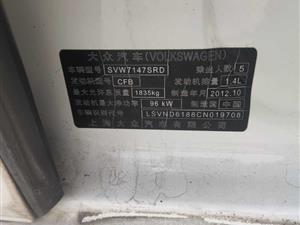 大众汽车(VOLKSWAGEN)
车辆型号 SVW7147SRD 乘坐人数 5
发动机型号 CFB 发动机排量 1.4L
最大允许总质量 1835kg 制造年月 2012.10
发动机最大净功率 96 kW 制造国 中国
车辆识别代号 LSVND6188CN019708
上海大众汽车有限公司